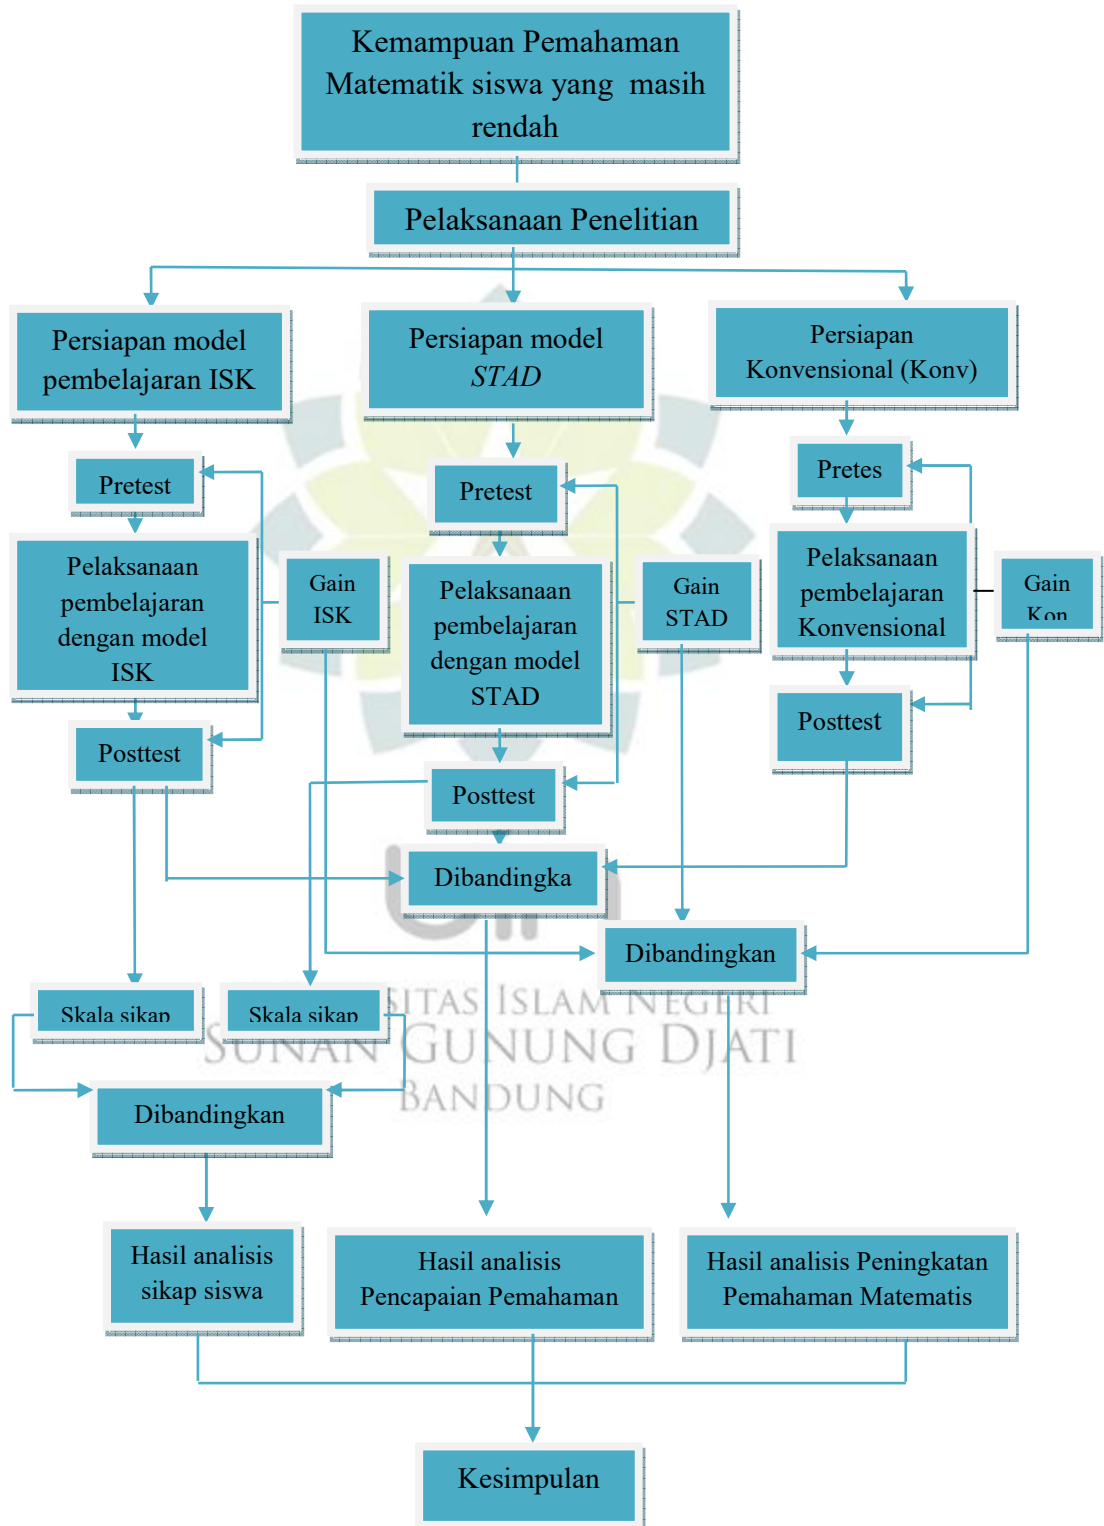 Kemampuan Pemahaman
Matematik siswa yang masih
rendah
Pelaksanaan Penelitian
Persiapan model
pembelajaran ISK
Persiapan model
STAD
Persiapan
Konvensional (Konv)
Pretest
Pretest
Pretes
Pelaksanaan
pembelajaran
dengan model
ISK
Gain
ISK
Pelaksanaan
pembelajaran
dengan model
STAD
Gain
STAD
Pelaksanaan
pembelajaran
Konvensional
Gain
Kon
Posttest
Posttest
Posttest
Dibandingka
Dibandingkan
Skala sikap
Skala sikap
SITAS ISLAM NEGERI
SUNAN GUNUNG DJATI
BANDUNG
Dibandingkan
Hasil analisis
sikap siswa
Hasil analisis
Pencapaian Pemahaman
Hasil analisis Peningkatan
Pemahaman Matematis
Kesimpulan